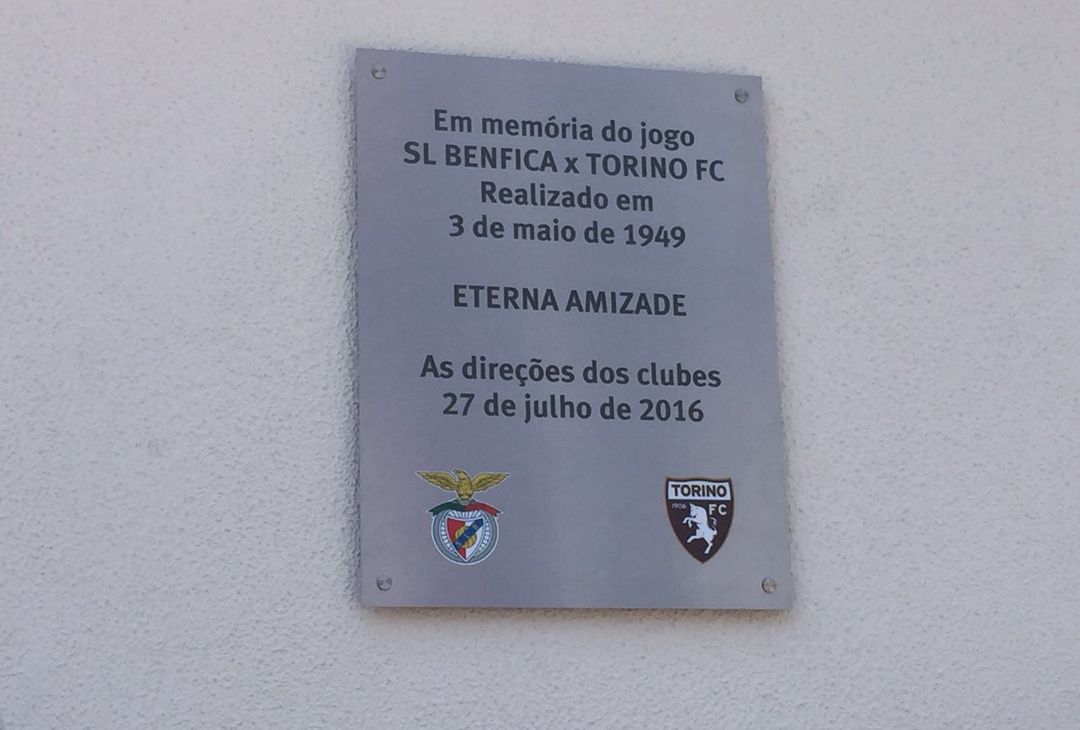 Em memória do jogo
SL BENFICA x TORINO FC
Realizado em
3 de maio de 1949
ETERNA AMIZADE
As direções dos clubes
27 de julho de 2016
TORINO
1906 FC